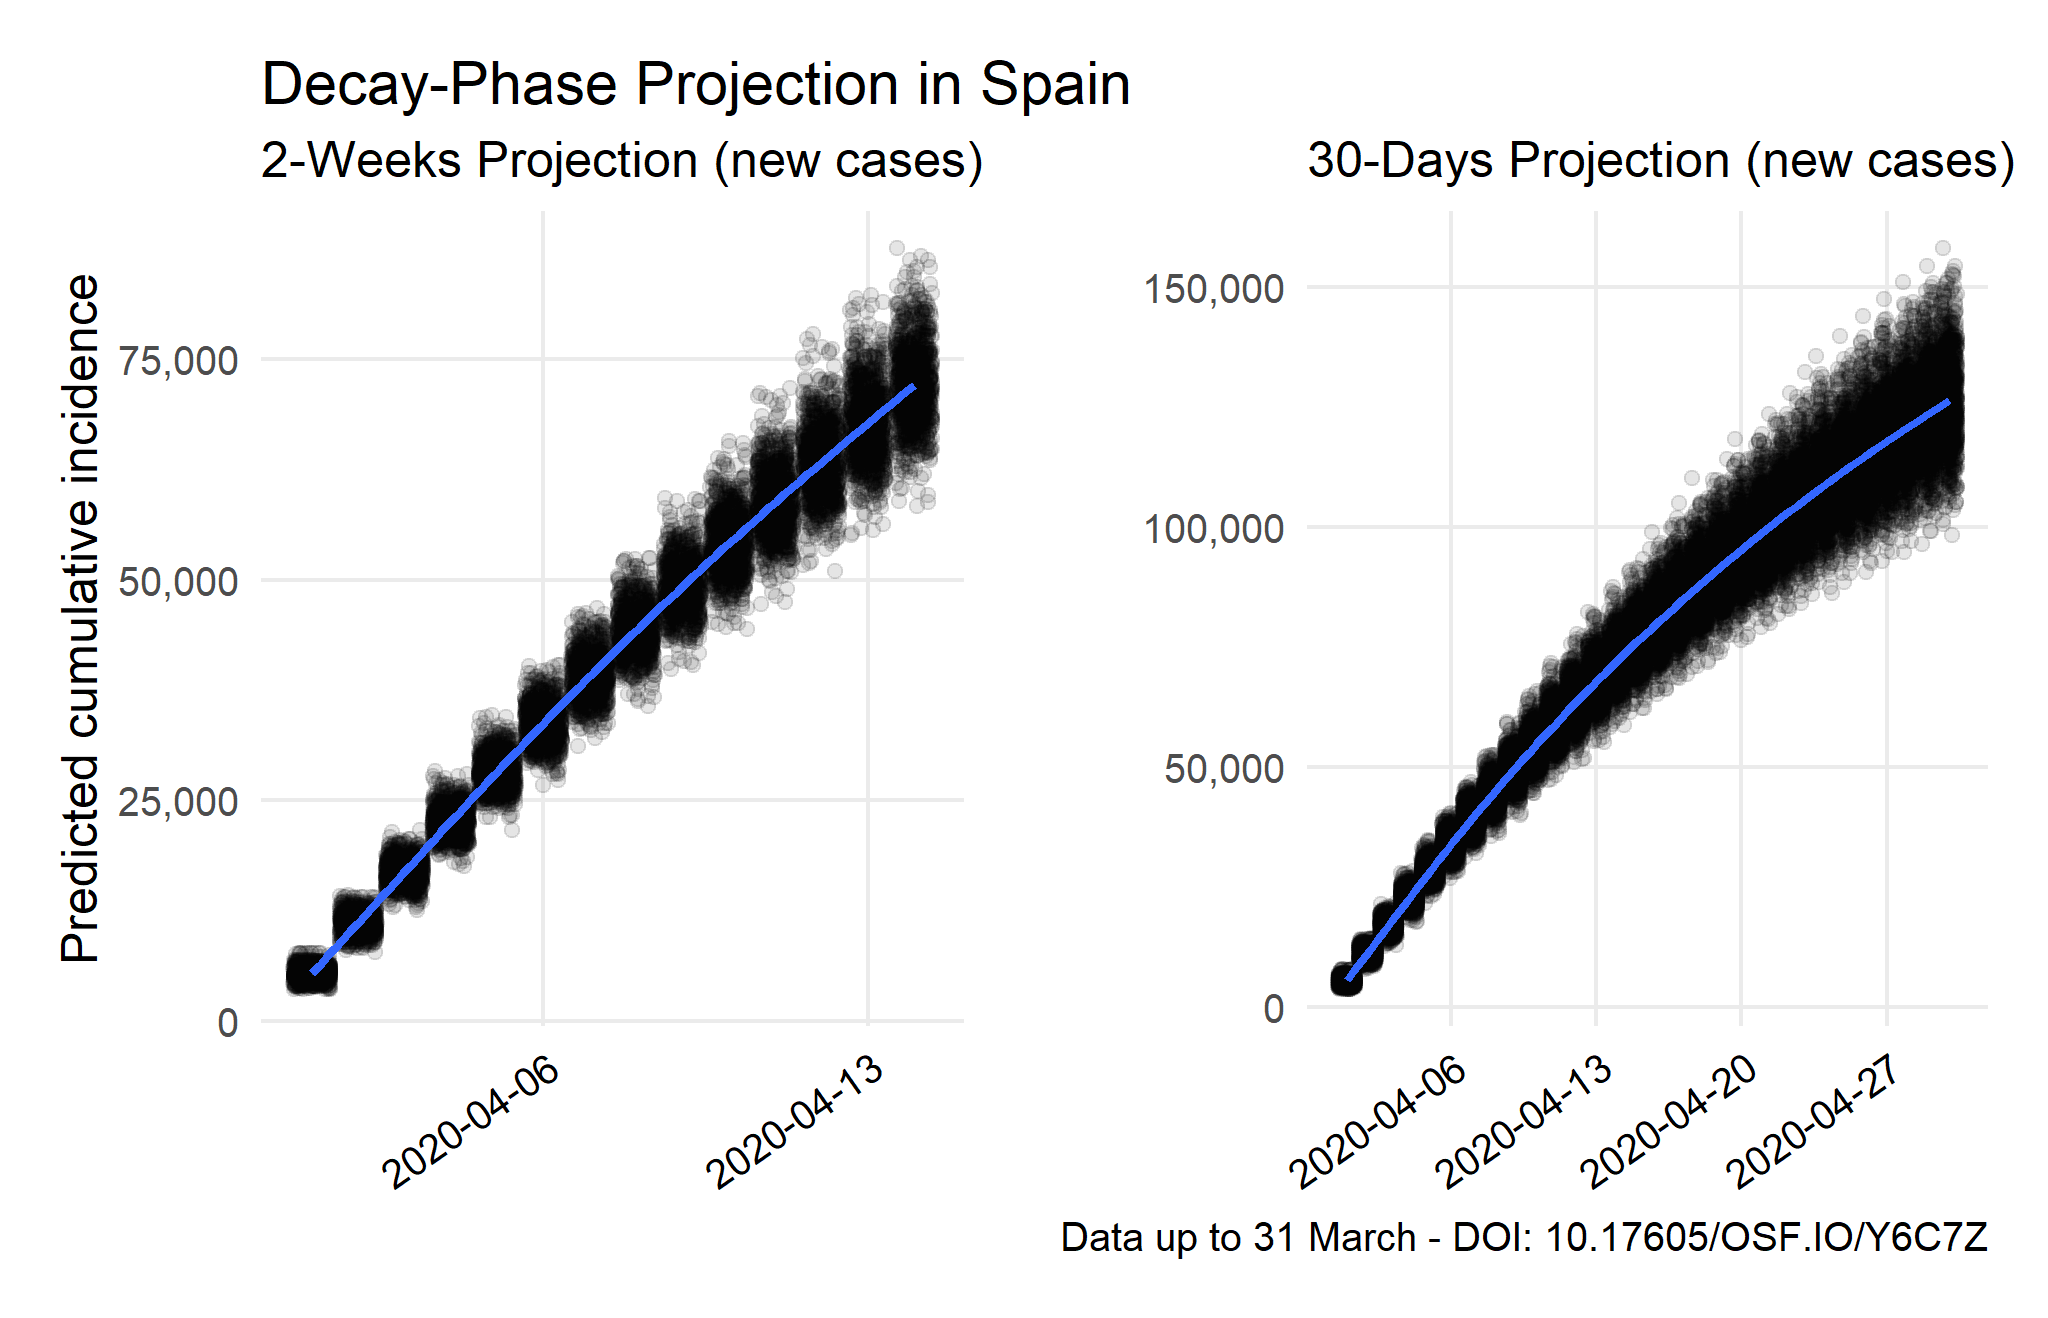 Decay-Phase Projection in Spain
2-Weeks Projection (new cases)
30-Days Projection (new cases)
Predicted cumulative incidence
75,000
50,000
25,000
0
2020-04-06
2020-04-13
150,000
100,000
50,000
0
2020-04-06
2020-04-13
2020-04-20
2020-04-27
Data up to 31 March - DOI: 10.17605/OSF.IO/Y6C7Z